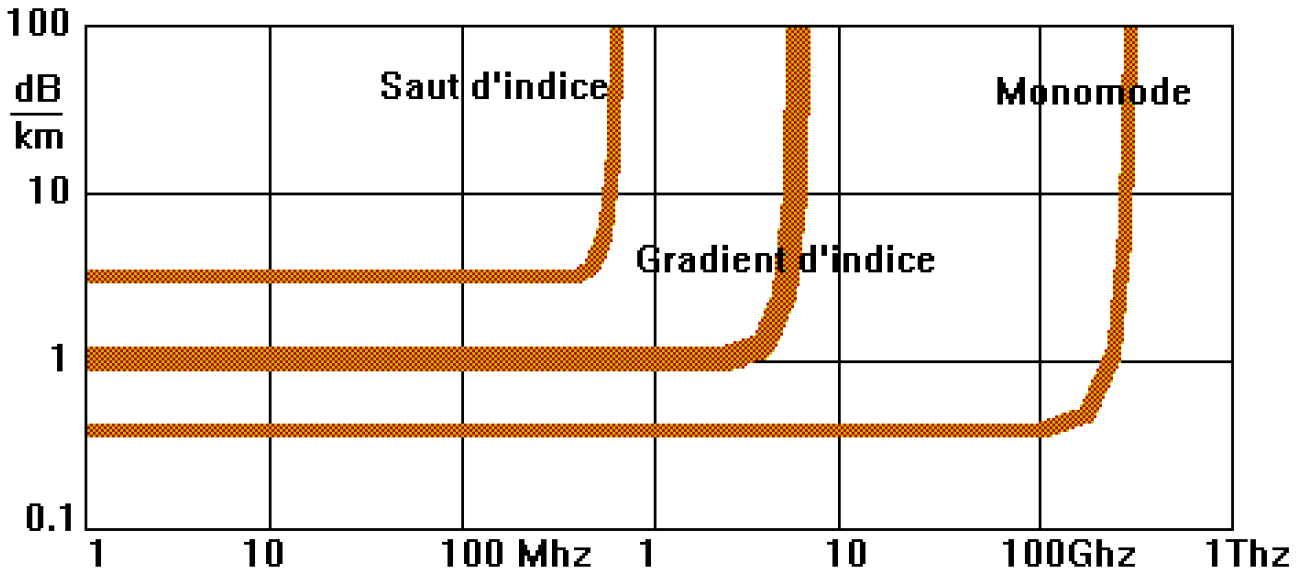 100
dB
km
Saut d'indice
Monomode
10
Gradient d'indice
1
0.1
1 10 100 Mhz 1 10 100Ghz 1Thz